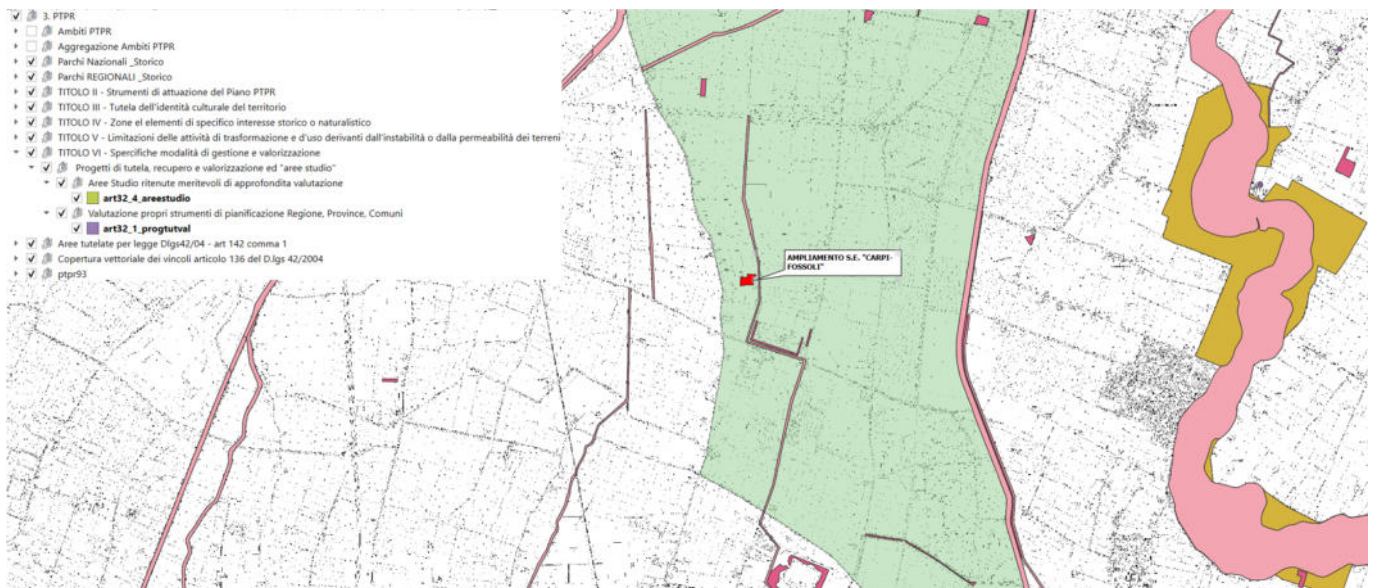 3. PTPR
Ambiti PTPR
Aggregazione Ambiti PTPR
Parchi Nazionali _Storico
Parchi REGIONALI _Storico
TITOLO II - Strumenti di attuazione del Piano PTPR
TITOLO III - Tutela dell'identità culturale del territorio
TITOLO IV - Zone el elementi di specifico interesse storico o naturalistico
TITOLO V - Limitazioni delle attività di trasformazione e d'uso derivanti dall'instabilità o dalla permeabilità dei terreni
TITOLO VI - Spercifiche modalità di gestione e valorizzazione
Progetti di tutela, recupero e valorizzazione ed "aree studio"
Aree Studio ritenute meritevoli di approfondita valutazione
art32_4_areestudio
Valutazione propri strumenti di pianificazione Regione, Province, Comuni
art32_1_progtutval
Aree tutelate per legge Dlgs42/04 - art 142 comma 1
Copertura vettoriale dei vincoli articolo 136 del D.lgs 42/2004
ptpr93
AMPLIAMENTO S.E. "CARPI-
FOSSOLI"